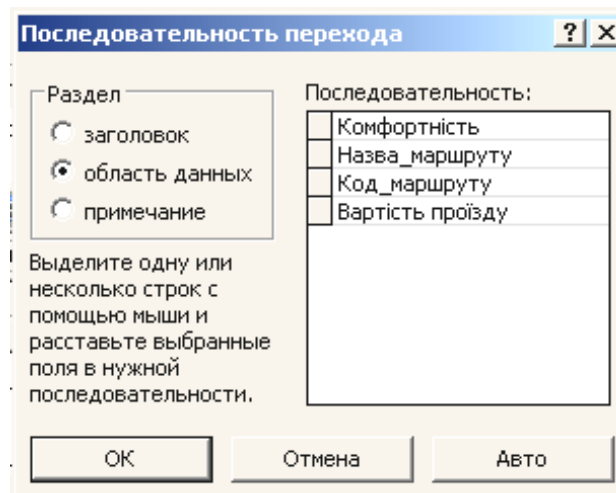 Последовательность перехода
Раздел
заголовок
область данных
примечание
Выделите одну или
несколько строк с
помощью мыши и
расставьте выбранные
поля в нужной
последовательности.
Последовательность:
Комфортність
Назва_маршруту
Код_маршруту
Вартість проїзду
ОК
Отмена
Авто